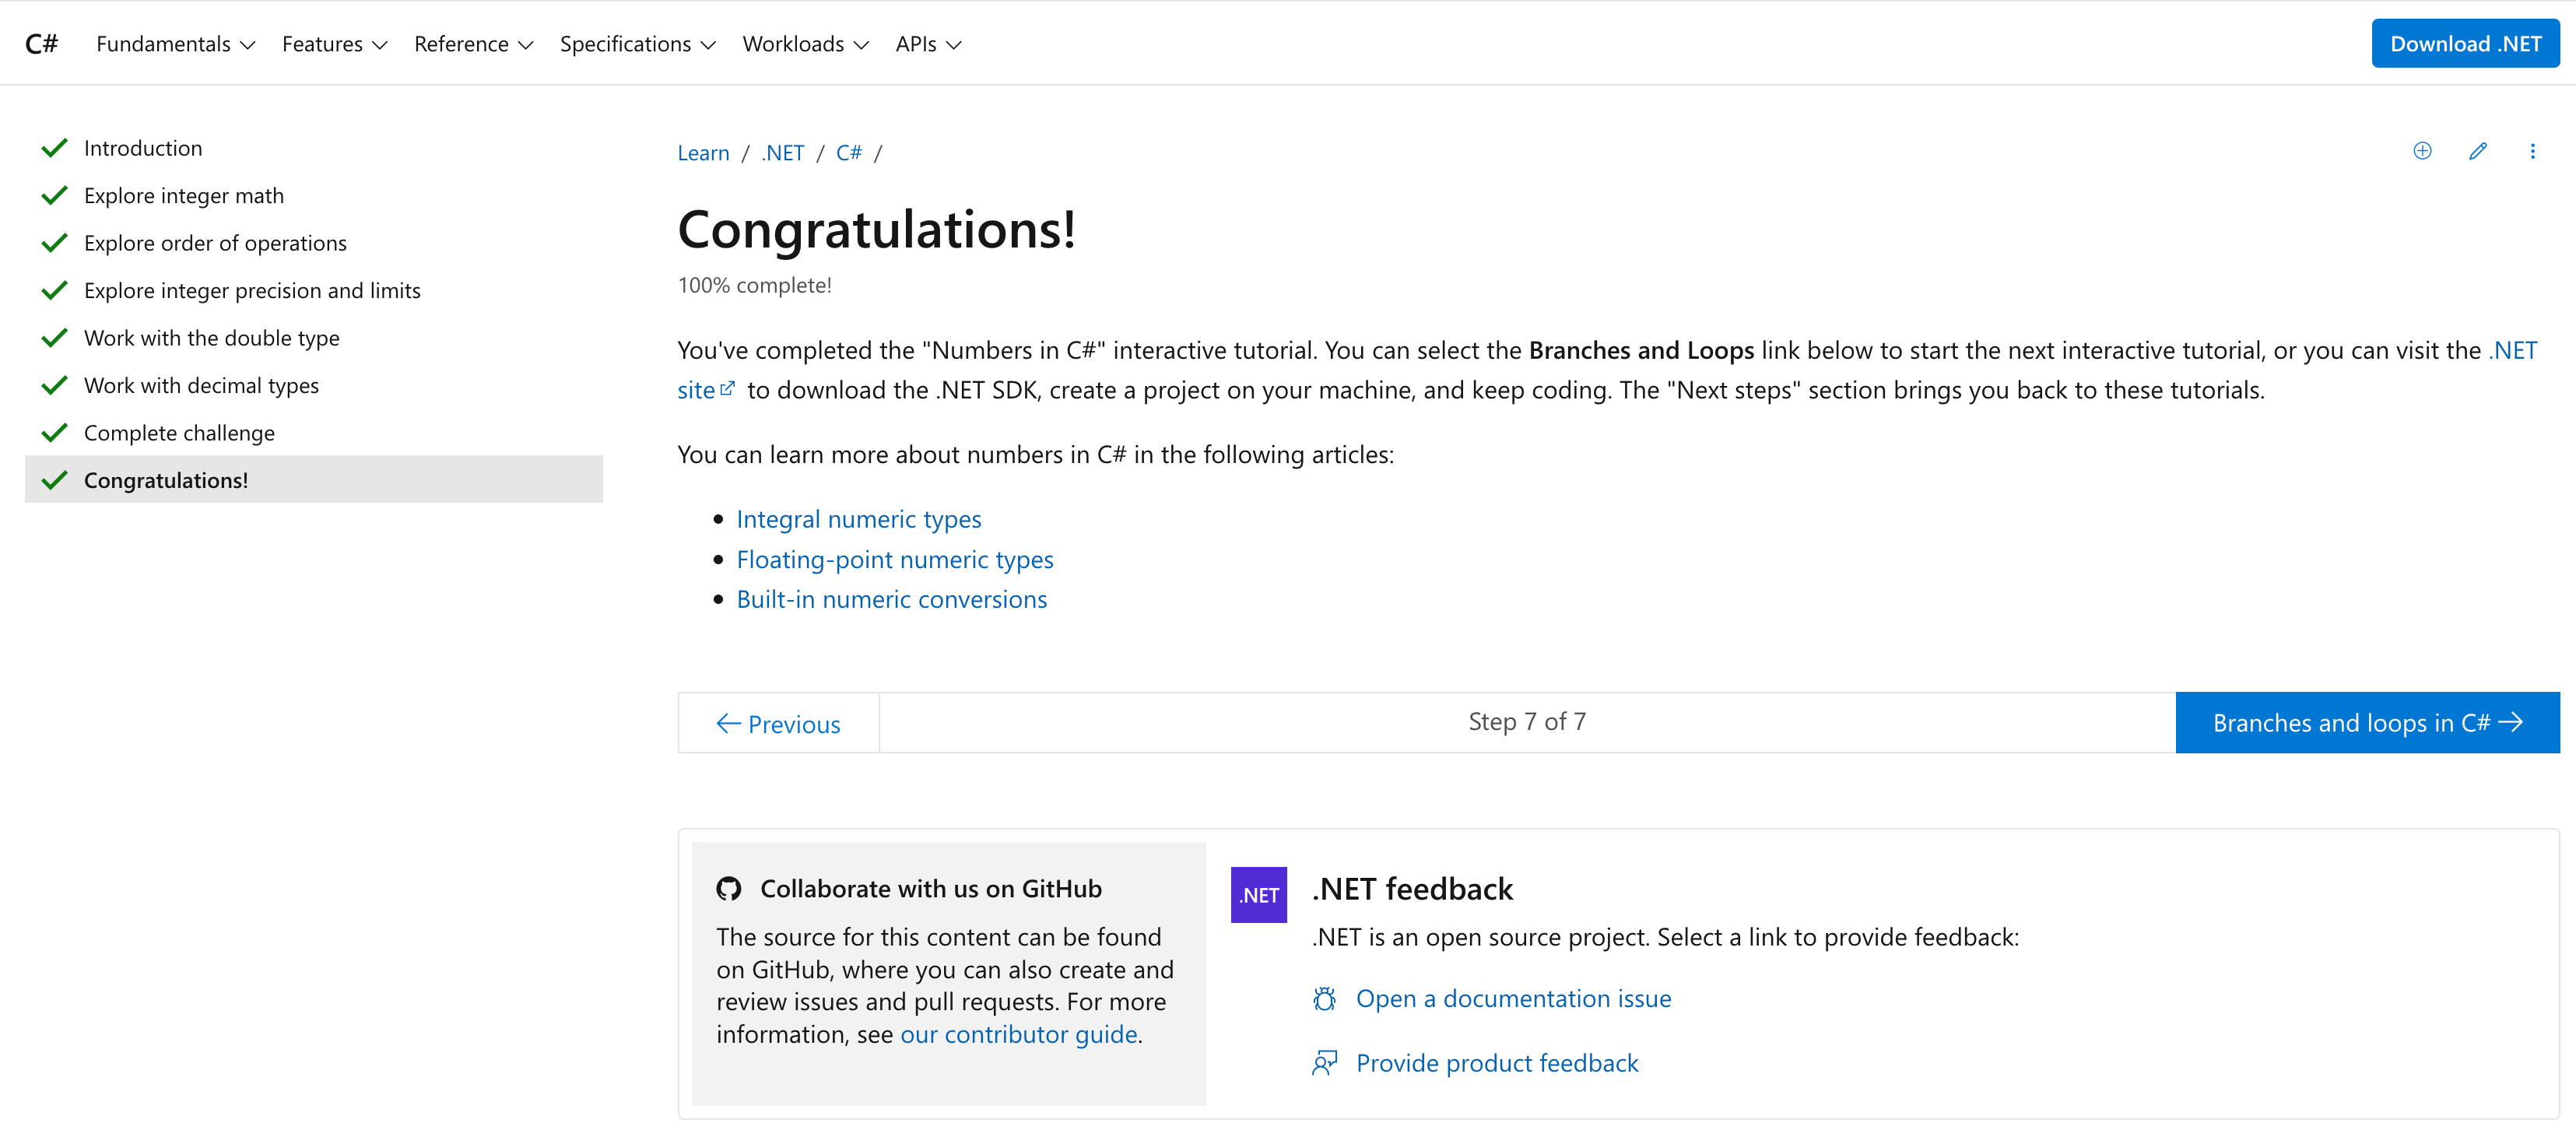 C# Fundamentals Features Reference Specifications Workloads APIs Download .NET
Introduction
Explore integer math
Explore order of operations
Explore integer precision and limits
Work with the double type
Work with decimal types
Complete challenge
Congratulations!
Learn / .NET / C# /
Congratulations!
100% complete!
You've completed the "Numbers in C#" interactive tutorial. You can select the Branches and Loops link below to start the next interactive tutorial, or you can visit the .NET
site to download the .NET SDK, create a project on your machine, and keep coding. The "Next steps" section brings you back to these tutorials.
You can learn more about numbers in C# in the following articles:
Integral numeric types
Floating-point numeric types
Built-in numeric conversions
Previous Step 7 of 7 Branches and loops in C#
Collaborate with us on GitHub
The source for this content can be found
on GitHub, where you can also create and
review issues and pull requests. For more
information, see our contributor guide.
.NET
.NET feedback
.NET is an open source project. Select a link to provide feedback:
Open a documentation issue
Provide product feedback